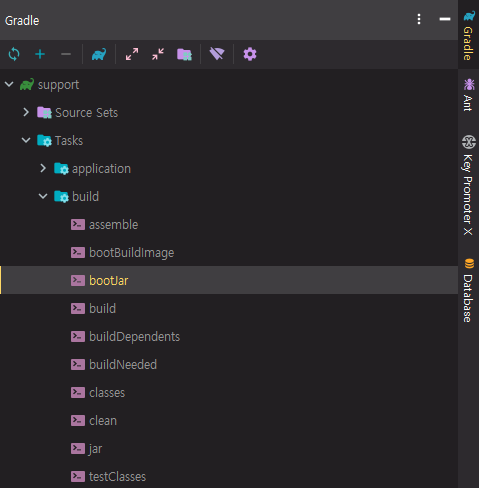 Gradle
support
Source Sets
Tasks
application
build
assemble
bootBuildImage
bootJar
build
buildDependents
buildNeeded
classes
clean
jar
testClasses
Gradle
Ant
Key Promoter X
Database